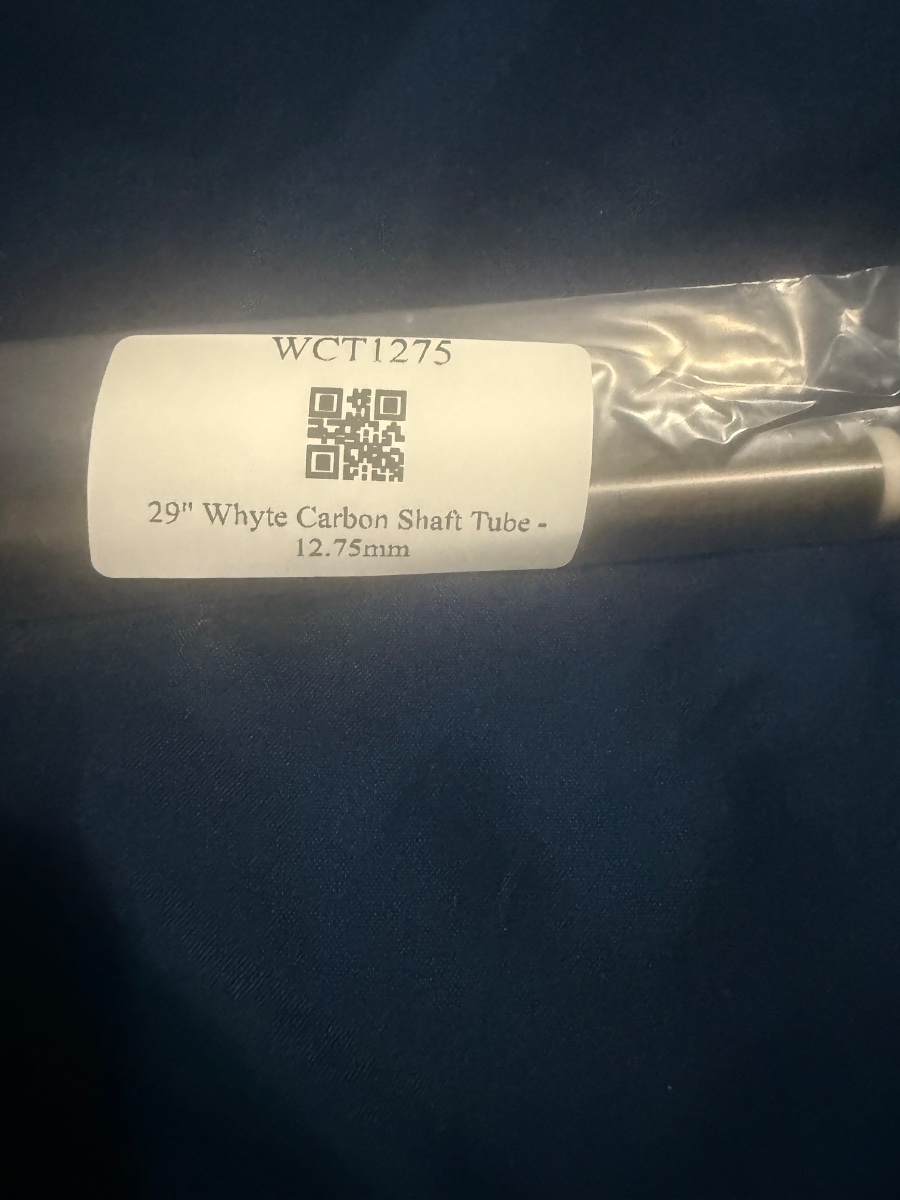 WCT1275
29" Whyte Carbon Shaft Tube -
12.75mm